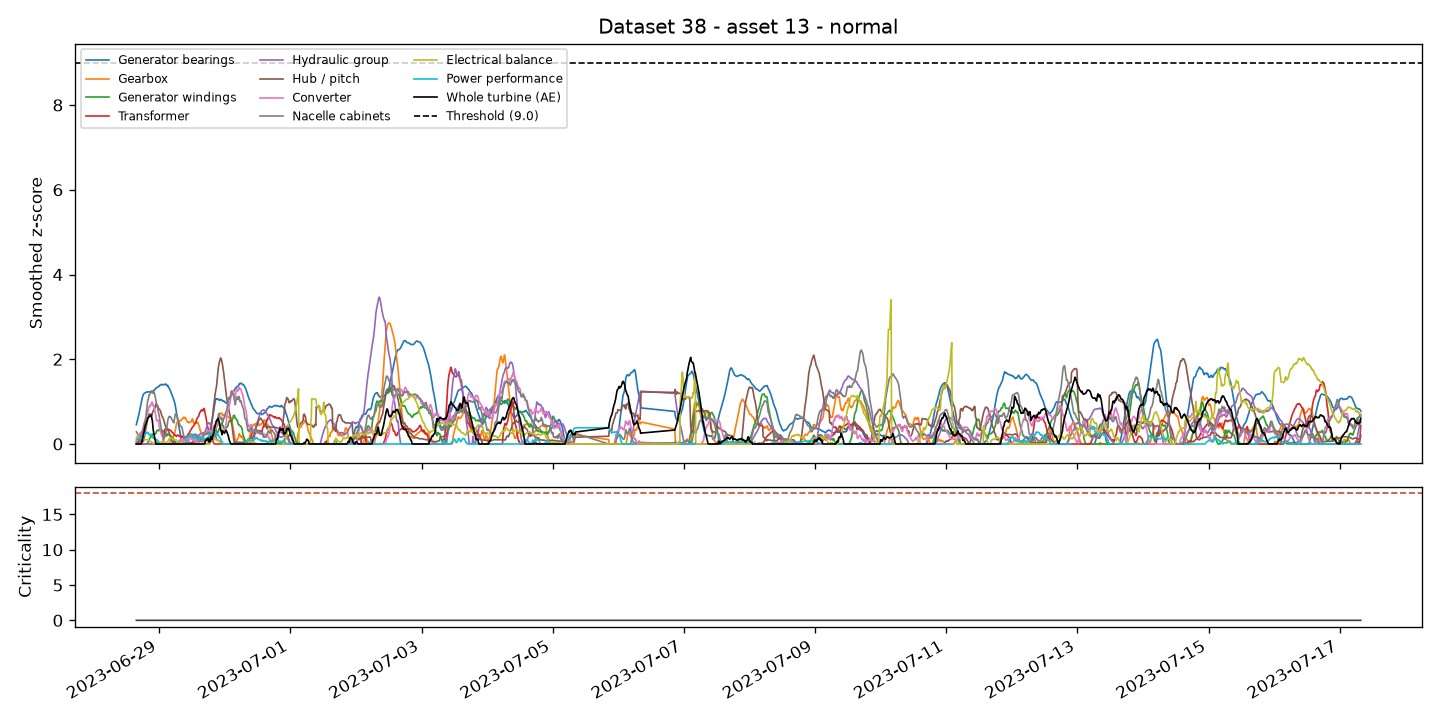 Dataset 38 - asset 13 - normal
Generator bearings
Gearbox
Generator windings
Transformer
Hydraulic group
Hub / pitch
Converter
Nacelle cabinets
Electrical balance
Power performance
Whole turbine (AE)
Threshold (9.0)
Smoothed z-score
8
6
4
2
0
Criticality
15
10
5
0
2023-06-29
2023-07-01
2023-07-03
2023-07-05
2023-07-07
2023-07-09
2023-07-11
2023-07-13
2023-07-15
2023-07-17